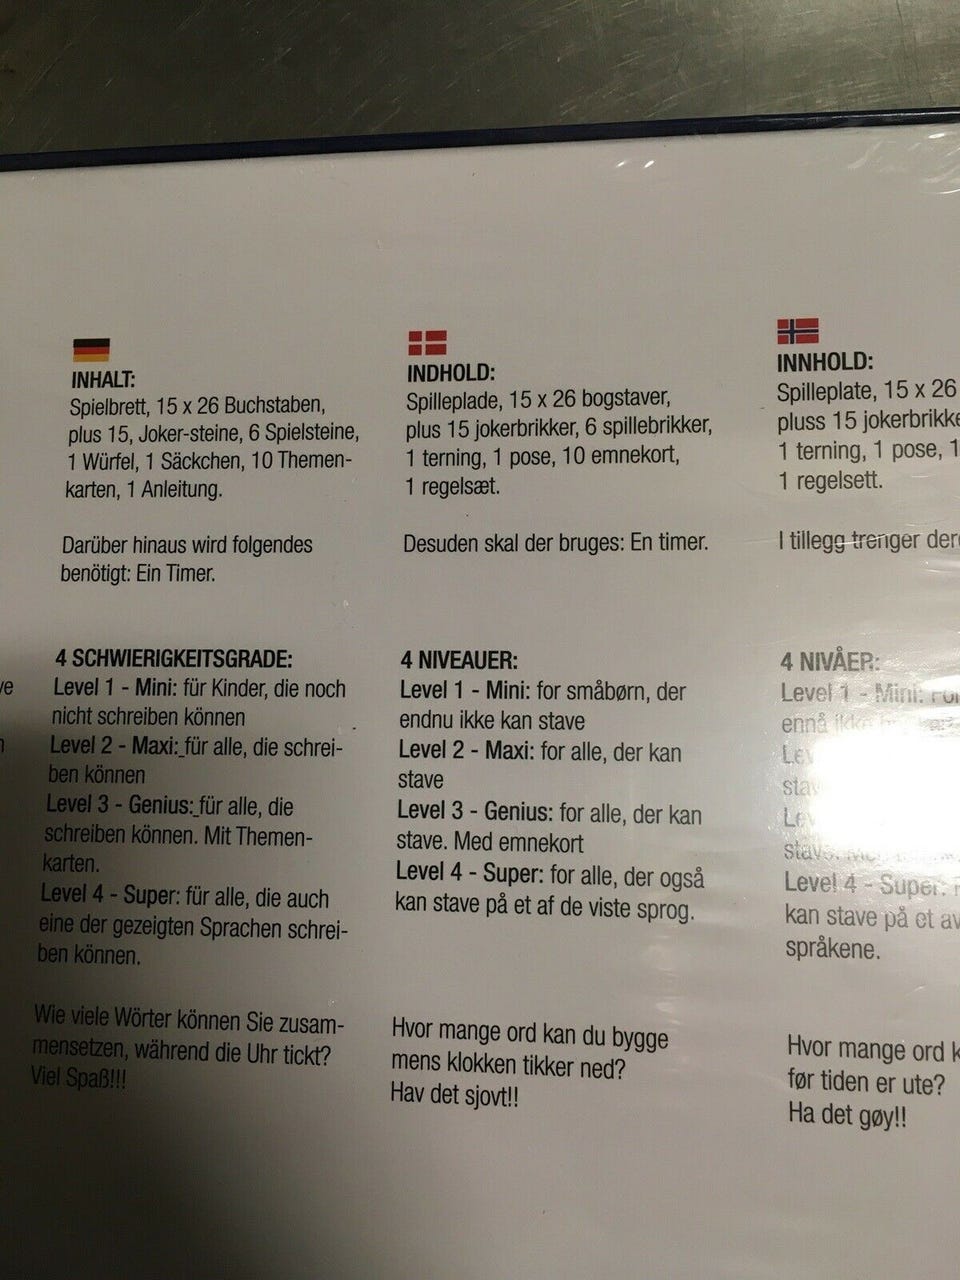 INHALT:
Spielbrett, 15 x 26 Buchstaben,
plus 15, Joker-steine, 6 Spielsteine,
1 Würfel, 1 Säckchen, 10 Themen-
karten, 1 Anleitung.
Darüber hinaus wird folgendes
benötigt: Ein Timer.
4 SCHWIERIGKEITSGRADE:
Level 1 - Mini: für Kinder, die noch
nicht schreiben können
Level 2 - Maxi: für alle, die schrei-
ben können
Level 3 - Genius: für alle, die
schreiben können. Mit Themen-
karten.
Level 4 - Super: für alle, die auch
eine der gezeigten Sprachen schrei-
ben können.
Wie viele Wörter können Sie zusam-
mensetzen, während die Uhr tickt?
Viel Spaß!!!
INDHOLD:
Spilleplade, 15 x 26 bogstaver,
plus 15 jokerbrikker, 6 spillebrikker,
1 terning, 1 pose, 10 emnekort,
1 regelsæt.
Desuden skal der bruges: En timer.
4 NIVEAUER:
Level 1 - Mini: for småbørn, der
endnu ikke kan stave
Level 2 - Maxi: for alle, der kan
stave
Level 3 - Genius: for alle, der kan
stave. Med emnekort
Level 4 - Super: for alle, der også
kan stave på et af de viste sprog.
Hvor mange ord kan du bygge
mens klokken tikker ned?
Hav det sjovt!!
INNHOLD:
Spilleplate, 15 x 26
pluss 15
1 terning, 1 pose,
1 regelsett.
I tillegg trenger
4 NIVÅER:
Level 1 - Mini:
ennå ikke
Level 4 - Super:
kan stave på et av
språkene.
Hvor mange ord
før tiden er ute?
Ha det gøy!!